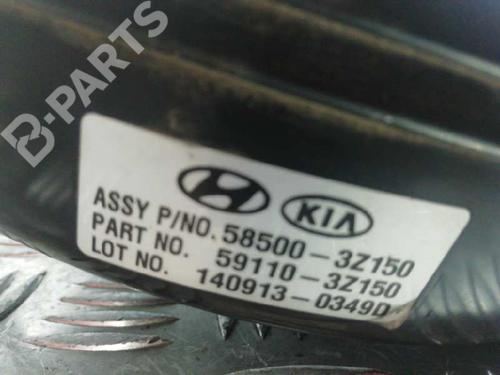 B-PARTS
KIA
ASSY P/NO. 58500-3Z150
PART NO. 59110-3Z150
LOT NO. 140913-0349D